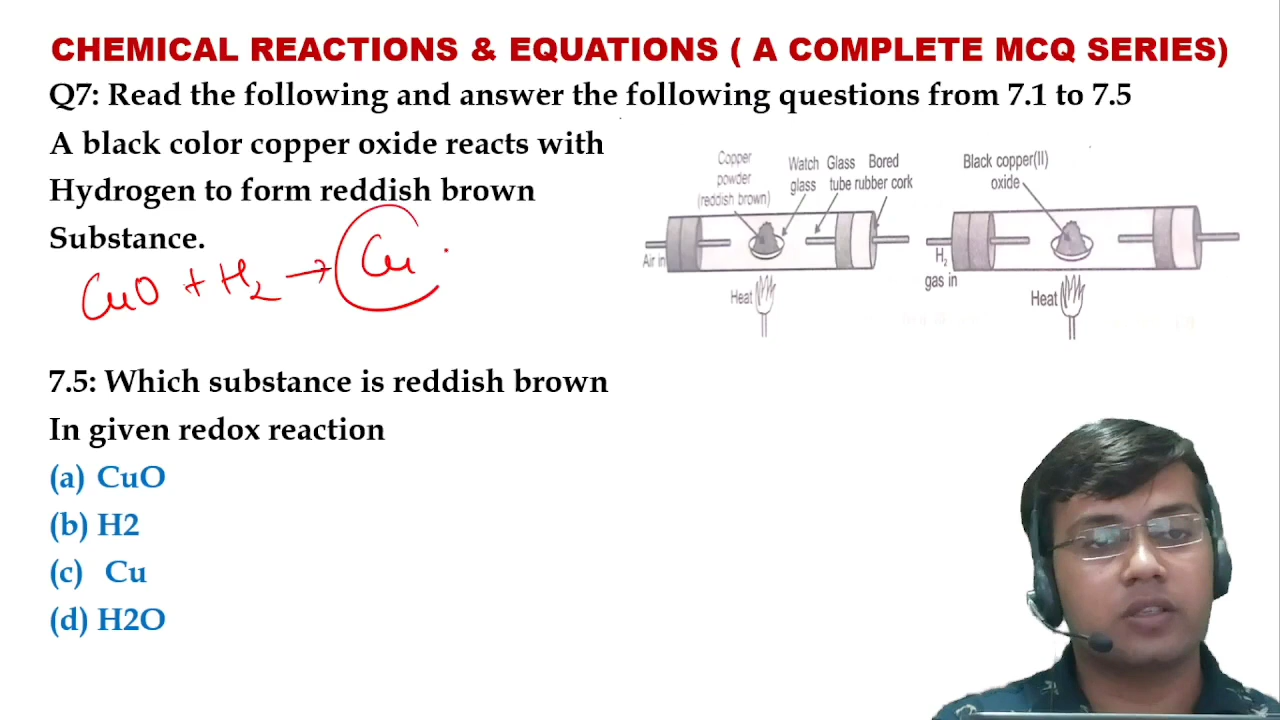 CHEMICAL REACTIONS & EQUATIONS ( A COMPLETE MCQ SERIES)
Q7: Read the following and answer the following questions from 7.1 to 7.5
A black color copper oxide reacts with
Hydrogen to form reddish brown
Substance.
CuO + H2 → Cu
Copper
powder
(reddish brown)
Watch
glass
Glass
tube
Bored
rubber cork
Air in
Heat
Black copper(II)
oxide
H2
gas in
Heat
7.5: Which substance is reddish brown
In given redox reaction
(a) CuO
(b) H2
(c) Cu
(d) H2O